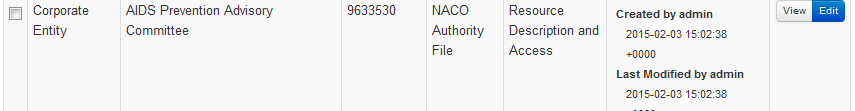 Corporate Entity
AIDS Prevention Advisory Committee
9633530
NACO Authority File
Resource Description and Access
Created by admin
2015-02-03 15:02:38
+0000
Last Modified by admin
2015-02-03 15:02:38
View
Edit